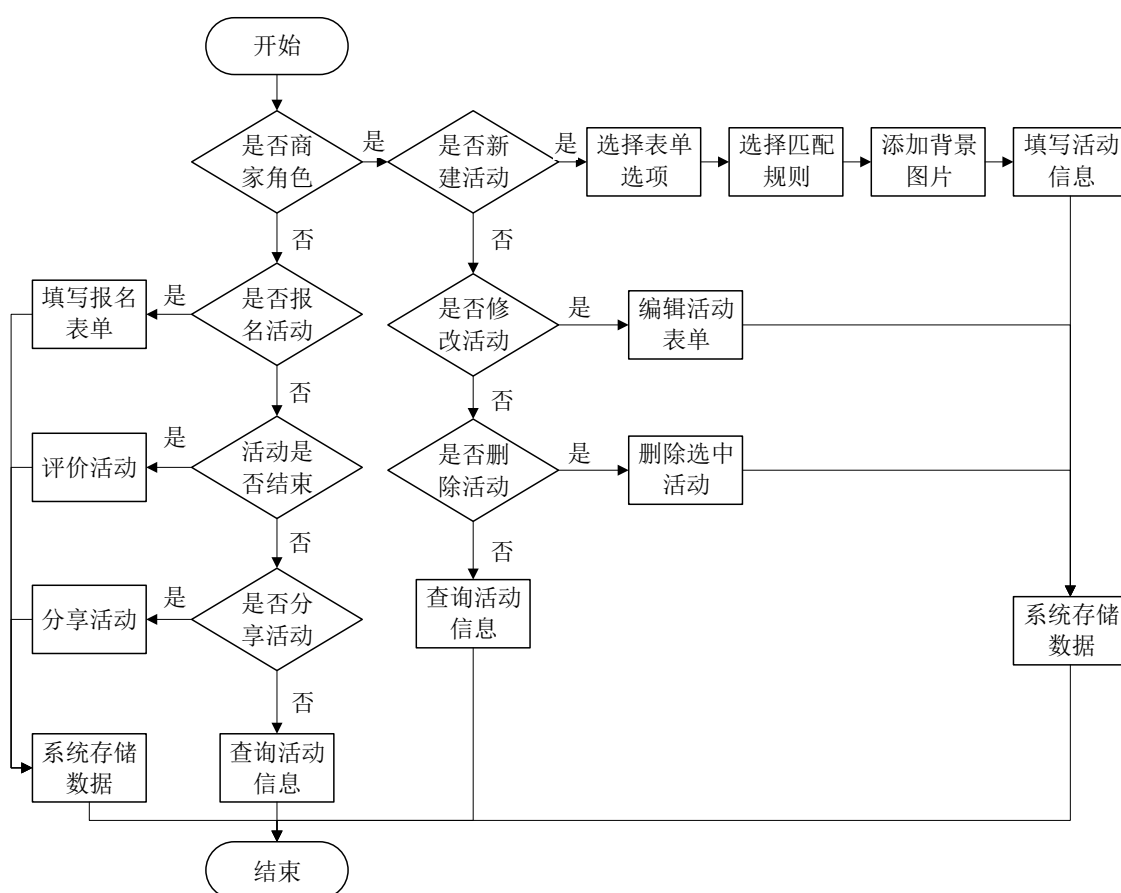 开始
是否商
家角色
是
是否新
建活动
是
选择表单
选项
选择匹配
规则
添加背景
图片
填写活动
信息
否
否
填写报名
表单
是
是否报
名活动
是否修
改活动
是
编辑活动
表单
否
否
评价活动
是
活动是
否结束
是否删
除活动
是
删除选中
活动
否
否
分享活动
是
是否分
享活动
查询活动
信息
系统存储
数据
否
系统存储
数据
查询活动
信息
结束